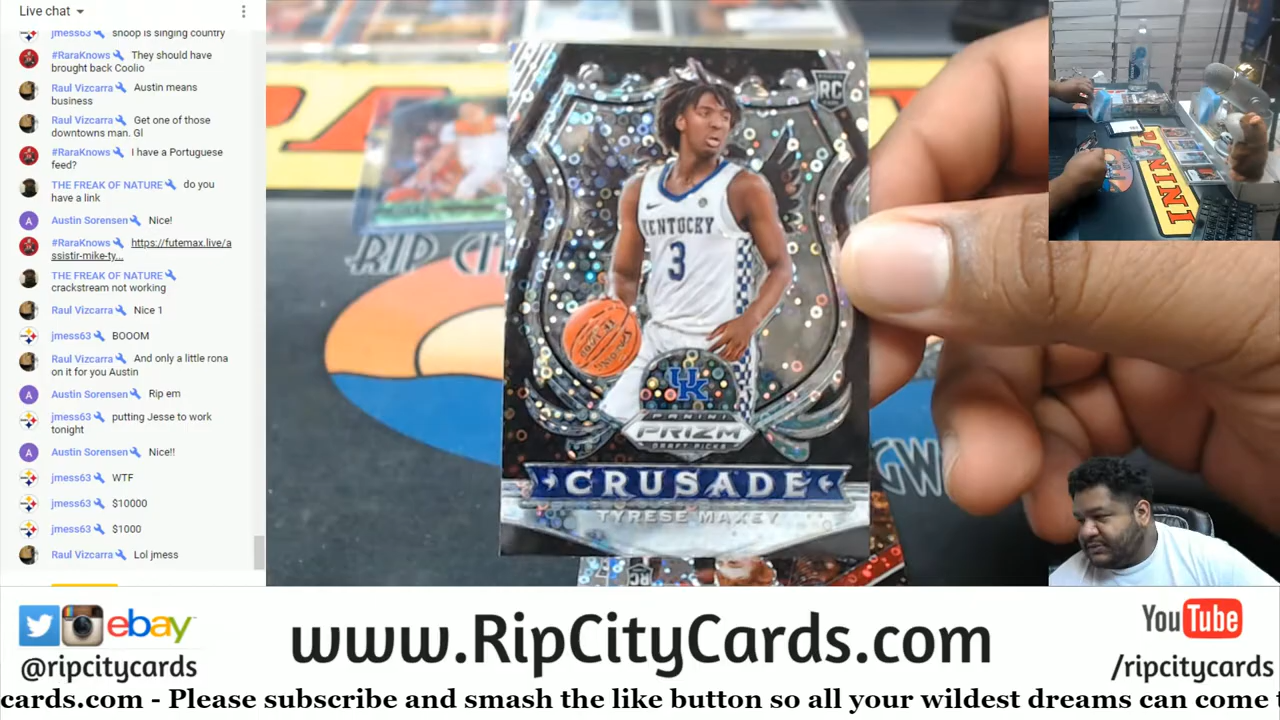 Live chat
jmess63 snoop is singing country
#RaraKnows They should have
brought back Coolio
Raul Vizcarra Austin means
business
Raul Vizcarra Get one of those
downtowns man. Gl
#RaraKnows I have a Portuguese
feed?
THE FREAK OF NATURE do you
have a link
Austin Sorensen Nice!
#RaraKnows https://futemax.live/a
ssistir-mike-ty...
THE FREAK OF NATURE
crackstream not working
Raul Vizcarra Nice 1
jmess63 BOOOM
Raul Vizcarra And only a little rona
on it for you Austin
Austin Sorensen Rip em
jmess63 putting Jesse to work
tonight
A Austin Sorensen Nice!!
jmess63 WTF
jmess63 $10000
jmess63 $1000
Raul Vizcarra Lol jmess
RC
KENTUCKY
3
UK
PANINI
PRIZM
DRAFT PICKS
CRUSADE
TYRESE MAXEY
RIP CI
ebay
@ripcitycards
www.RipCityCards.com
YouTube
/ripcitycards
cards.com - Please subscribe and smash the like button so all your wildest dreams can come